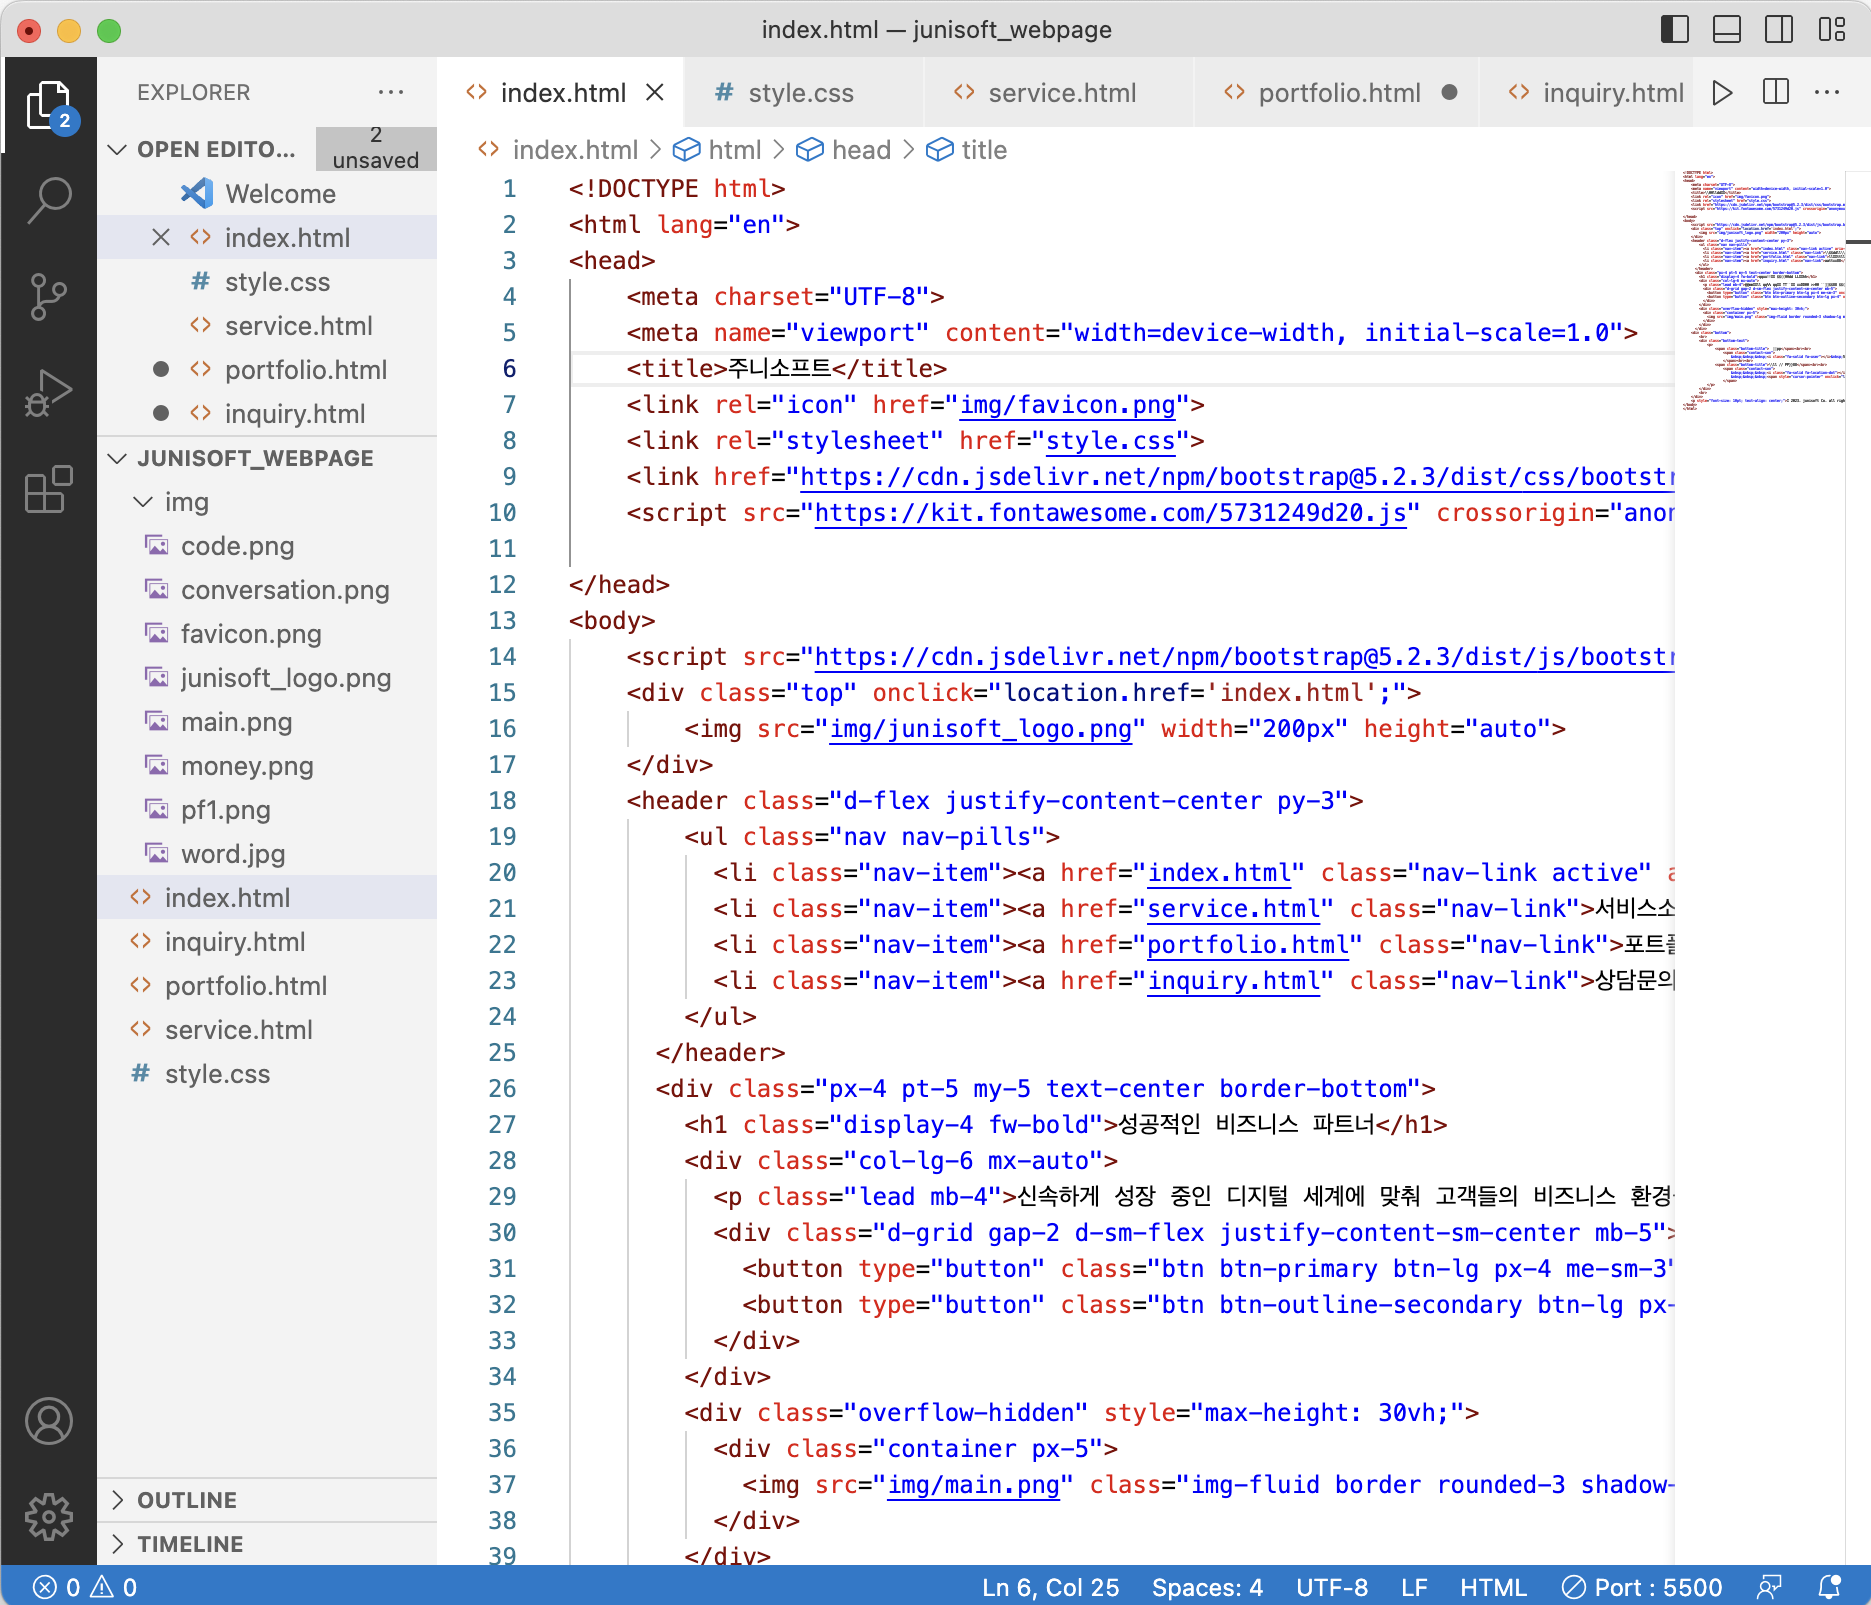 index.html — junisoft_webpage
EXPLORER
2
OPEN EDITO...
2 unsaved
Welcome
index.html
style.css
service.html
portfolio.html
inquiry.html
JUNISOFT_WEBPAGE
img
code.png
conversation.png
favicon.png
junisoft_logo.png
main.png
money.png
pf1.png
word.jpg
index.html
inquiry.html
portfolio.html
service.html
style.css
OUTLINE
TIMELINE
index.html style.css service.html portfolio.html inquiry.html
index.html > html > head > title
1 <!DOCTYPE html>
2 <html lang="en">
3 <head>
4 <meta charset="UTF-8">
5 <meta name="viewport" content="width=device-width, initial-scale=1.0">
6 <title>주니소프트</title>
7 <link rel="icon" href="img/favicon.png">
8 <link rel="stylesheet" href="style.css">
9 <link href="https://cdn.jsdelivr.net/npm/bootstrap@5.2.3/dist/css/bootstr
10 <script src="https://kit.fontawesome.com/5731249d20.js" crossorigin="anon
11
12 </head>
13 <body>
14 <script src="https://cdn.jsdelivr.net/npm/bootstrap@5.2.3/dist/js/bootstr
15 <div class="top" onclick="location.href='index.html';">
16 <img src="img/junisoft_logo.png" width="200px" height="auto">
17 </div>
18 <header class="d-flex justify-content-center py-3">
19 <ul class="nav nav-pills">
20 <li class="nav-item"><a href="index.html" class="nav-link active" a
21 <li class="nav-item"><a href="service.html" class="nav-link">서비스소
22 <li class="nav-item"><a href="portfolio.html" class="nav-link">포트폴
23 <li class="nav-item"><a href="inquiry.html" class="nav-link">상담문의
24 </ul>
25 </header>
26 <div class="px-4 pt-5 my-5 text-center border-bottom">
27 <h1 class="display-4 fw-bold">성공적인 비즈니스 파트너</h1>
28 <div class="col-lg-6 mx-auto">
29 <p class="lead mb-4">신속하게 성장 중인 디지털 세계에 맞춰 고객들의 비즈니스 환경
30 <div class="d-grid gap-2 d-sm-flex justify-content-sm-center mb-5">
31 <button type="button" class="btn btn-primary btn-lg px-4 me-sm-3"
32 <button type="button" class="btn btn-outline-secondary btn-lg px-
33 </div>
34 </div>
35 <div class="overflow-hidden" style="max-height: 30vh;">
36 <div class="container px-5">
37 <img src="img/main.png" class="img-fluid border rounded-3 shadow-
38 </div>
39 </div>
0 0 Ln 6, Col 25 Spaces: 4 UTF-8 LF HTML Port : 5500